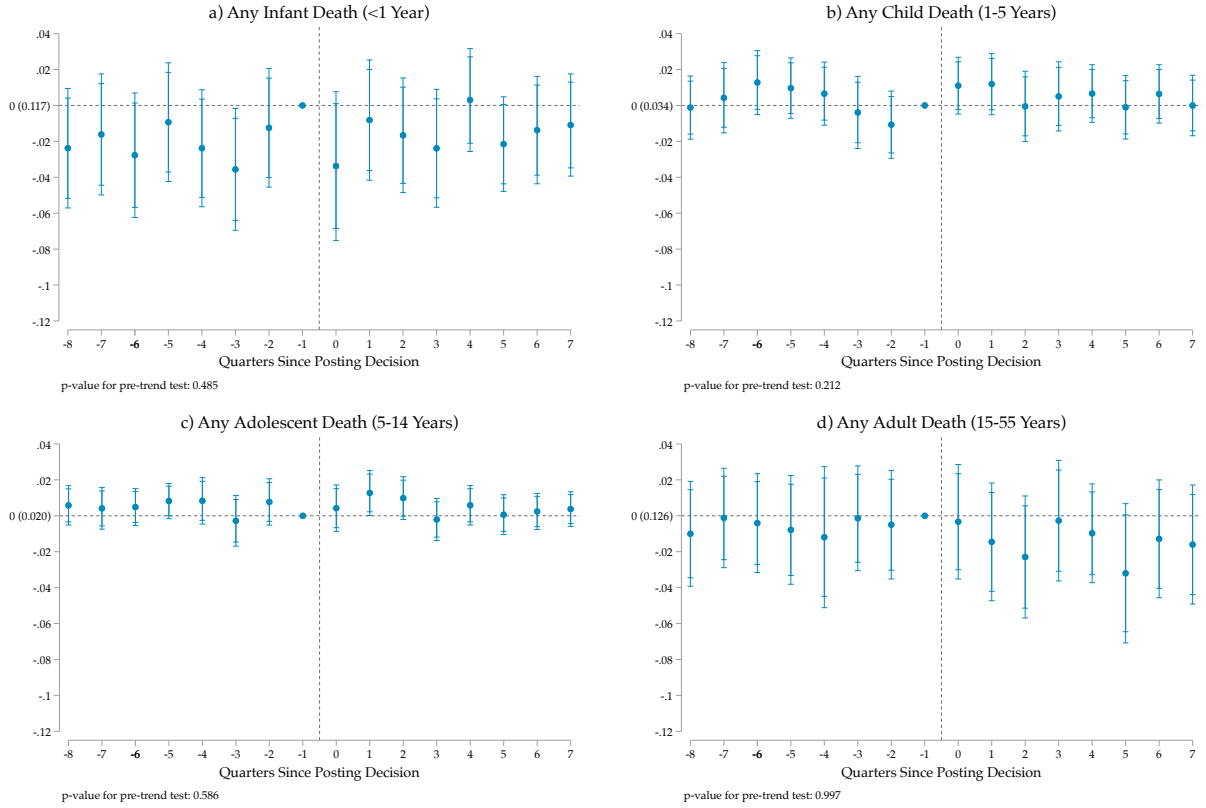 a) Any Infant Death (<1 Year)
.04
.02
0 (0.117)
-.02
-.04
-.06
-.08
-.1
-.12
-8 -7 -6 -5 -4 -3 -2 -1 0 1 2 3 4 5 6 7
Quarters Since Posting Decision
p-value for pre-trend test: 0.485
b) Any Child Death (1-5 Years)
.04
.02
0 (0.034)
-.02
-.04
-.06
-.08
-.1
-.12
-8 -7 -6 -5 -4 -3 -2 -1 0 1 2 3 4 5 6 7
Quarters Since Posting Decision
p-value for pre-trend test: 0.212
c) Any Adolescent Death (5-14 Years)
.04
.02
0 (0.020)
-.02
-.04
-.06
-.08
-.1
-.12
-8 -7 -6 -5 -4 -3 -2 -1 0 1 2 3 4 5 6 7
Quarters Since Posting Decision
p-value for pre-trend test: 0.586
d) Any Adult Death (15-55 Years)
.04
.02
0 (0.126)
-.02
-.04
-.06
-.08
-.1
-.12
-8 -7 -6 -5 -4 -3 -2 -1 0 1 2 3 4 5 6 7
Quarters Since Posting Decision
p-value for pre-trend test: 0.997